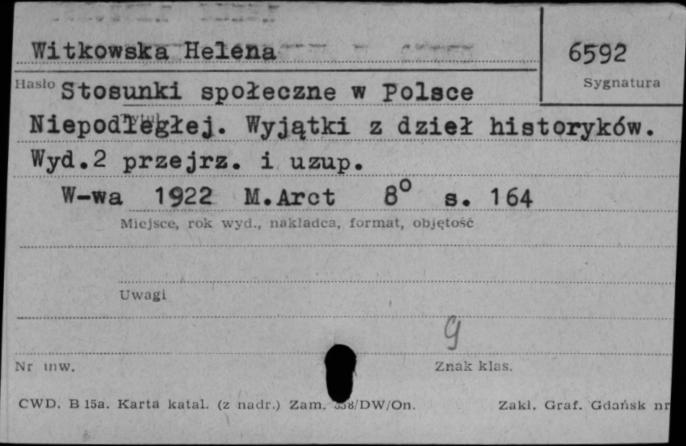 Witkowska Helena
6592
Hasło
Sygnatura
Stosunki społeczne w Polsce
Niepodległej. Wyjątki z dzieł historyków.
Wyd.2 przejrz. i uzup.
W-wa 1922 M.Arct 8° s. 164
Miejsce, rok wyd., nakładca, format, objętość
Uwagi
g
Nr inw.
Znak klas.
CWD. B 15a. Karta katal. (z nadr.) Zam. /DW/On.
Zakł. Graf. Gdańsk nr